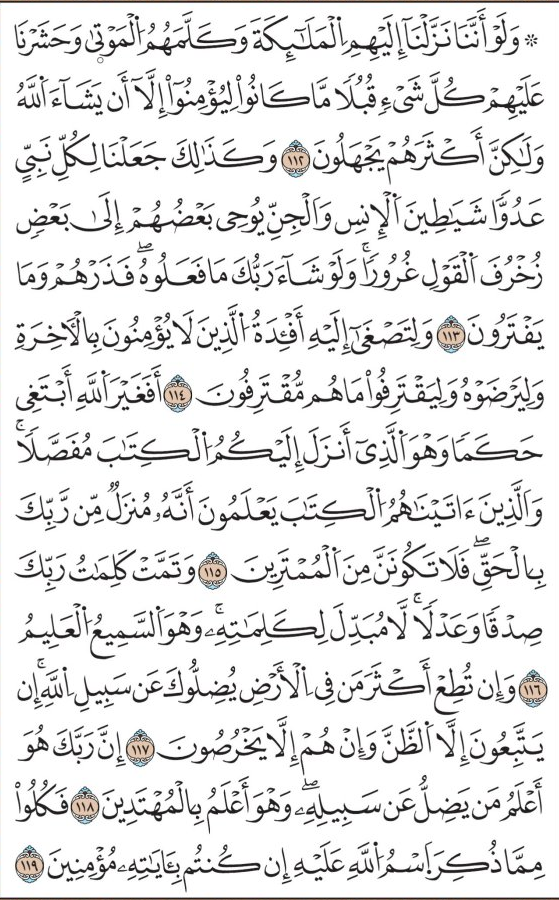 ۞ وَلَوْ أَنَّنَا نَزَّلْنَآ إِلَيْهِمِ ٱلْمَلَـٰٓئِكَةَ وَكَلَّمَهُمُ ٱلْمَوْتَىٰ وَحَشَرْنَا
عَلَيْهِمْ كُلَّ شَىْءٍ قُبُلًا مَّا كَانُوا۟ لِيُؤْمِنُوٓا۟ إِلَّآ أَن يَشَآءَ ٱللَّهُ
وَلَـٰكِنَّ أَكْثَرَهُمْ يَجْهَلُونَ ١١٢ وَكَذَٰلِكَ جَعَلْنَا لِكُلِّ نَبِىٍّ
عَدُوًّا شَيَـٰطِينَ ٱلْإِنسِ وَٱلْجِنِّ يُوحِى بَعْضُهُمْ إِلَىٰ بَعْضٍ
زُخْرُفَ ٱلْقَوْلِ غُرُورًا ۚ وَلَوْ شَآءَ رَبُّكَ مَا فَعَلُوهُ ۖ فَذَرْهُمْ وَمَا
يَفْتَرُونَ ١١٣ وَلِتَصْغَىٰٓ إِلَيْهِ أَفْـِٔدَةُ ٱلَّذِينَ لَا يُؤْمِنُونَ بِٱلْـَٔاخِرَةِ
وَلِيَرْضَوْهُ وَلِيَقْتَرِفُوا۟ مَا هُم مُّقْتَرِفُونَ ١١٤ أَفَغَيْرَ ٱللَّهِ أَبْتَغِى
حَكَمًا وَهُوَ ٱلَّذِىٓ أَنزَلَ إِلَيْكُمُ ٱلْكِتَـٰبَ مُفَصَّلًا ۚ
وَٱلَّذِينَ ءَاتَيْنَـٰهُمُ ٱلْكِتَـٰبَ يَعْلَمُونَ أَنَّهُۥ مُنزَلٌ مِّن رَّبِّكَ
بِٱلْحَقِّ ۖ فَلَا تَكُونَنَّ مِنَ ٱلْمُمْتَرِينَ ١١٥ وَتَمَّتْ كَلِمَـٰتُ رَبِّكَ
صِدْقًا وَعَدْلًا ۚ لَّا مُبَدِّلَ لِكَلِمَـٰتِهِۦ ۚ وَهُوَ ٱلسَّمِيعُ ٱلْعَلِيمُ
١١٦ وَإِن تُطِعْ أَكْثَرَ مَن فِى ٱلْأَرْضِ يُضِلُّوكَ عَن سَبِيلِ ٱللَّهِ ۚ إِن
يَتَّبِعُونَ إِلَّا ٱلظَّنَّ وَإِنْ هُمْ إِلَّا يَخْرُصُونَ ١١٧ إِنَّ رَبَّكَ هُوَ
أَعْلَمُ مَن يَضِلُّ عَن سَبِيلِهِۦ ۖ وَهُوَ أَعْلَمُ بِٱلْمُهْتَدِينَ ١١٨ فَكُلُوا۟
مِمَّا ذُكِرَ ٱسْمُ ٱللَّهِ عَلَيْهِ إِن كُنتُم بِـَٔايَـٰتِهِۦ مُؤْمِنِينَ ١١٩